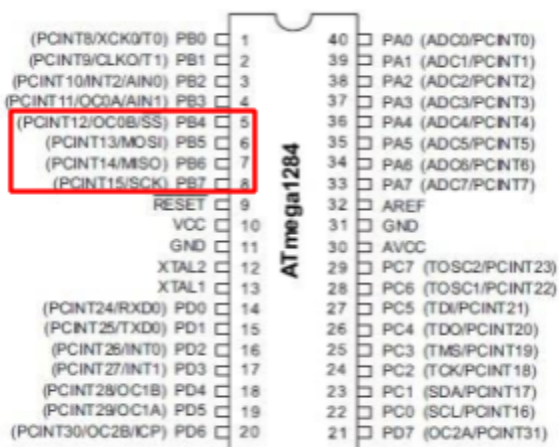 (PCINT8/XCK0/T0) PB0 1 40 PA0 (ADC0/PCINT0)
(PCINT9/CLKO/T1) PB1 2 39 PA1 (ADC1/PCINT1)
(PCINT10/INT2/AIN0) PB2 3 38 PA2 (ADC2/PCINT2)
(PCINT11/OC0A/AIN1) PB3 4 37 PA3 (ADC3/PCINT3)
(PCINT12/OC0B/SS) PB4 5 36 PA4 (ADC4/PCINT4)
(PCINT13/MOSI) PB5 6 35 PA5 (ADC5/PCINT5)
(PCINT14/MISO) PB6 7 34 PA6 (ADC6/PCINT6)
(PCINT15/SCK) PB7 8 33 PA7 (ADC7/PCINT7)
RESET 9 32 AREF
VCC 10 31 GND
GND 11 30 AVCC
XTAL2 12 29 PC7 (TOSC2/PCINT23)
XTAL1 13 28 PC6 (TOSC1/PCINT22)
(PCINT24/RXD0) PD0 14 27 PC5 (TDI/PCINT21)
(PCINT25/TXD0) PD1 15 26 PC4 (TDO/PCINT20)
(PCINT26/INT0) PD2 16 25 PC3 (TMS/PCINT19)
(PCINT27/INT1) PD3 17 24 PC2 (TCK/PCINT18)
(PCINT28/OC1B) PD4 18 23 PC1 (SDA/PCINT17)
(PCINT29/OC1A) PD5 19 22 PC0 (SCL/PCINT16)
(PCINT30/OC2B/ICP) PD6 20 21 PD7 (OC2A/PCINT31)
ATmega1284